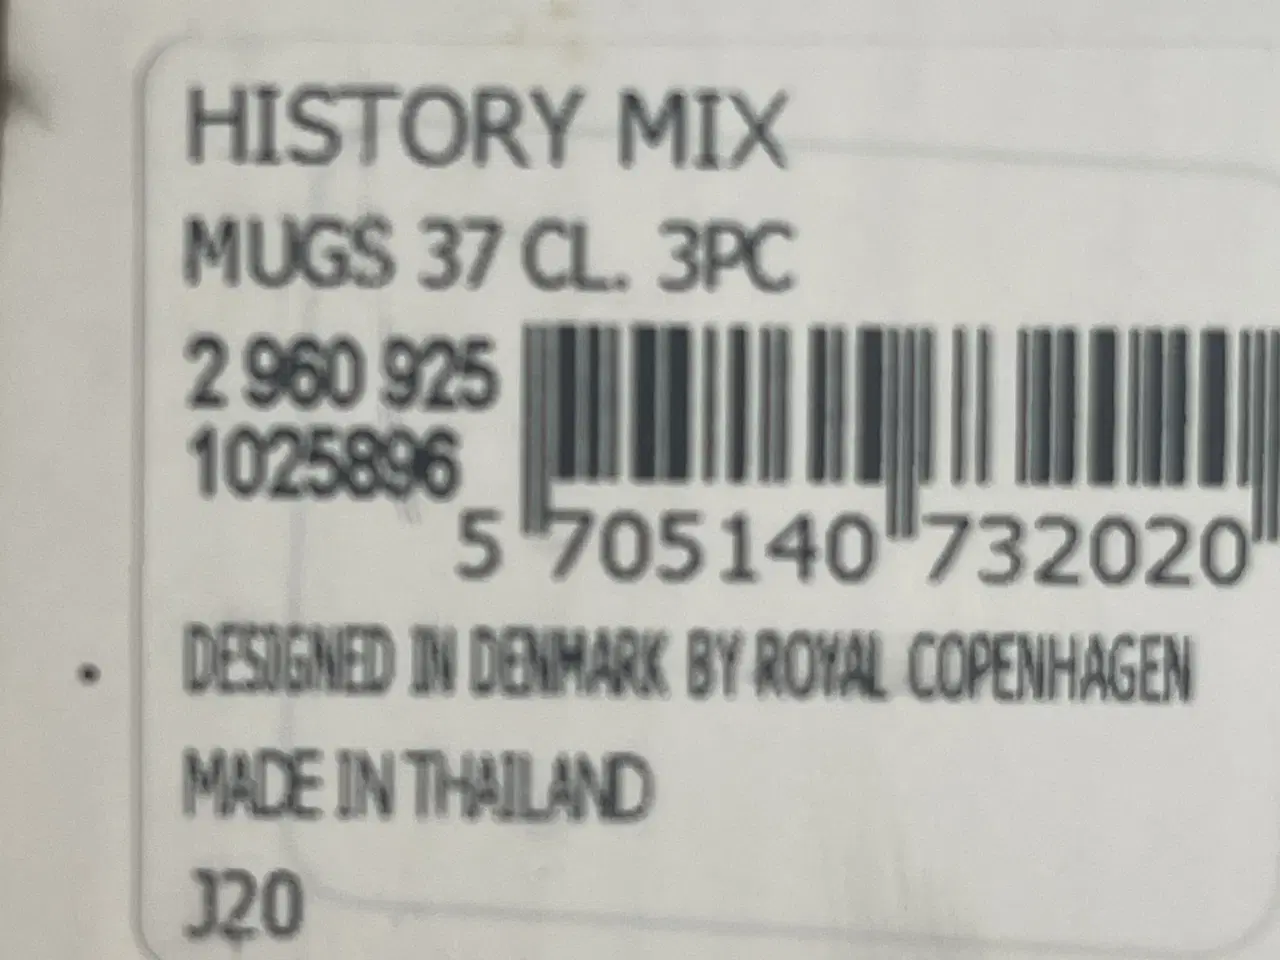 HISTORY MIX
MUGS 37 CL. 3PC
2 960 925
1025896
5 705140 732020
DESIGNED IN DENMARK BY ROYAL COPENHAGEN
MADE IN THAILAND
J20